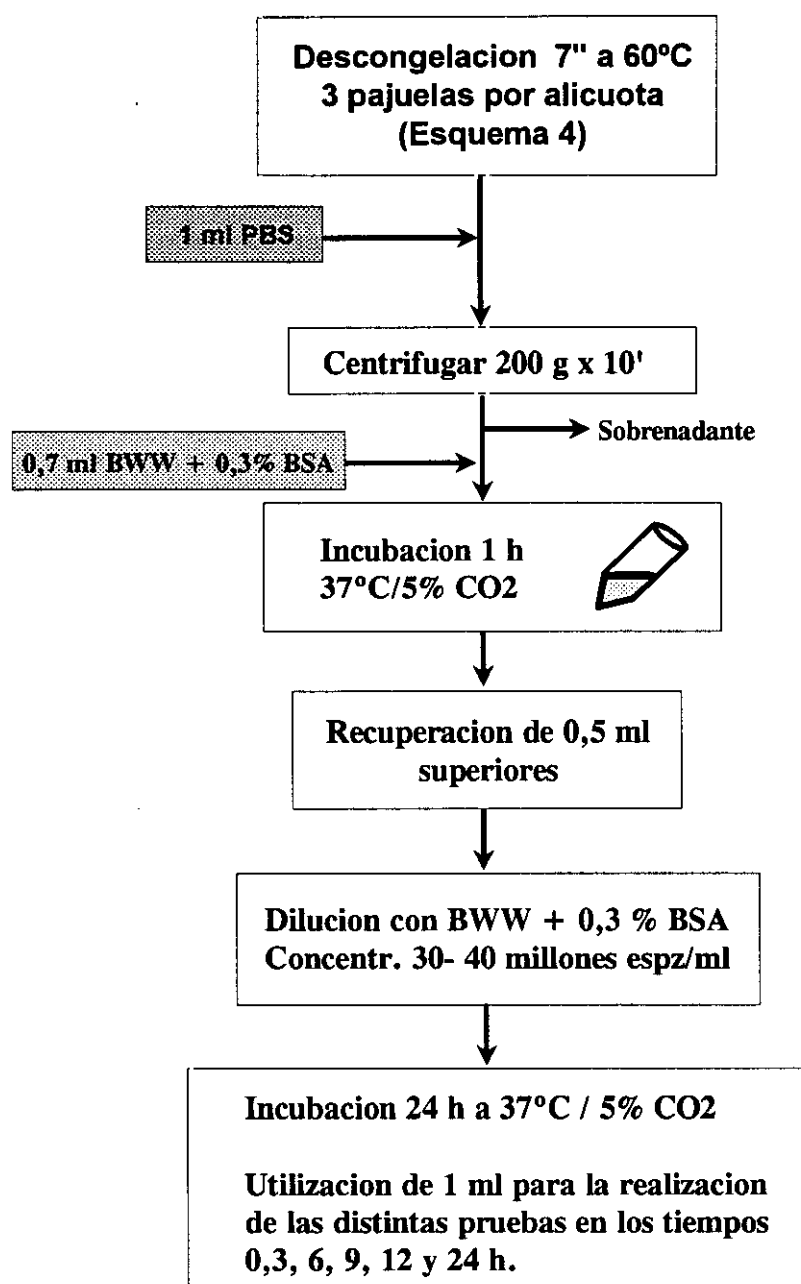 Descongelacion 7" a 60ºC
3 pajuelas por alicuota
(Esquema 4)
1 ml PBS
Centrifugar 200 g x 10'
Sobrenadante
0,7 ml BWW + 0,3% BSA
Incubacion 1 h
37ºC/5% CO2
Recuperacion de 0,5 ml
superiores
Dilucion con BWW + 0,3 % BSA
Concentr. 30- 40 millones espz/ml
Incubacion 24 h a 37ºC / 5% CO2
Utilizacion de 1 ml para la realizacion
de las distintas pruebas en los tiempos
0,3, 6, 9, 12 y 24 h.